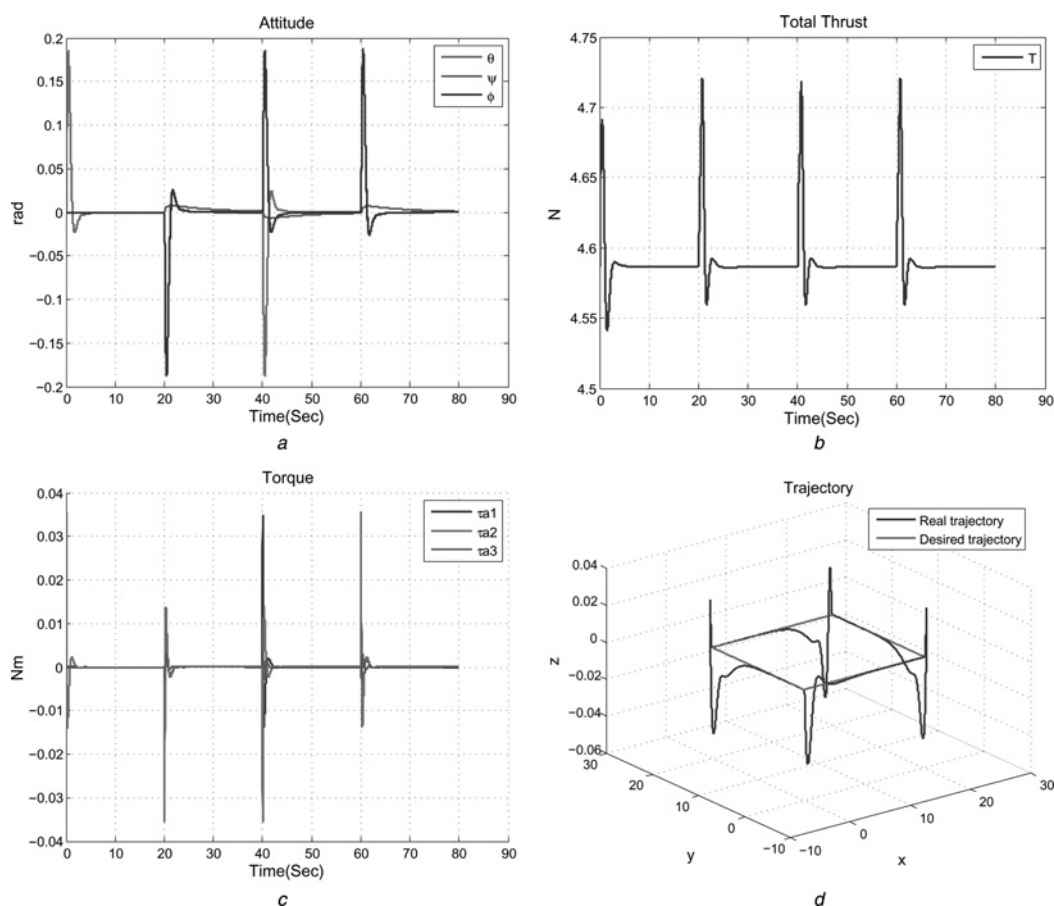 Attitude
0.2
0.15
0.1
0.05
0
−0.05
−0.1
−0.15
−0.2
rad
θ
ψ
ϕ
0 10 20 30 40 50 60 70 80 90
Time(Sec)
a
Total Thrust
4.75
4.7
4.65
4.6
4.55
4.5
N
T
0 10 20 30 40 50 60 70 80 90
Time(Sec)
b
Torque
0.04
0.03
0.02
0.01
0
−0.01
−0.02
−0.03
−0.04
Nm
τa1
τa2
τa3
0 10 20 30 40 50 60 70 80 90
Time(Sec)
c
Trajectory
Real trajectory
Desired trajectory
0.04
0.02
0
−0.02
−0.04
−0.06
z
30
20
10
0
−10
y
−10
0
10
20
30
x
d